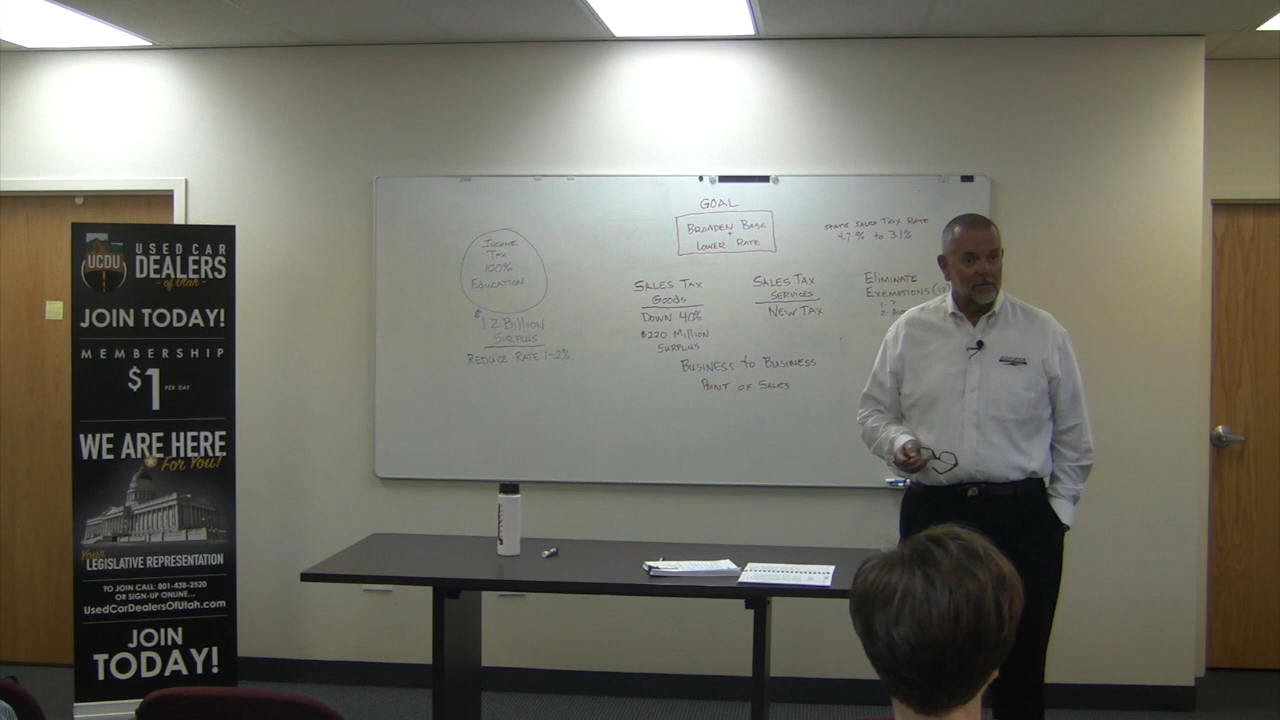 UCDU
USED CAR
DEALERS
of Utah
JOIN TODAY!
MEMBERSHIP
$1 PER DAY
WE ARE HERE
For You!
Your
LEGISLATIVE REPRESENTATION
TO JOIN CALL: 801-438-2520
OR SIGN-UP ONLINE...
UsedCarDealersOfUtah.com
JOIN
TODAY!
INCOME
TAX
100%
EDUCATION
$1.2 BILLION
SURPLUS
REDUCE RATE 1-2%
GOAL
BROADEN BASE
+
LOWER RATE
SALES TAX
GOODS
DOWN 40%
$220 MILLION
SURPLUS
SALES TAX
SERVICES
NEW TAX
BUSINESS to BUSINESS
POINT OF SALES
STATE SALES TAX RATE
4.7% to 3.1%
ELIMINATE
EXEMPTIONS